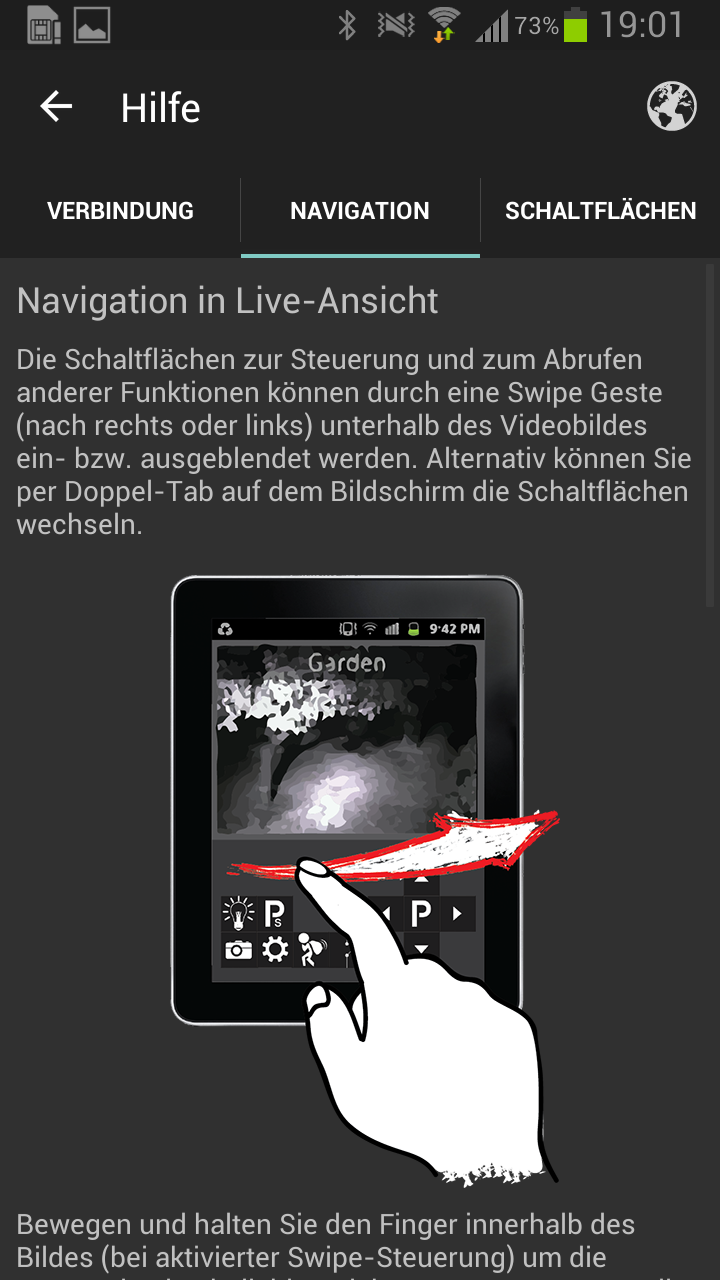 73% 19:01
Hilfe
VERBINDUNG NAVIGATION SCHALTFLÄCHEN
Navigation in Live-Ansicht
Die Schaltflächen zur Steuerung und zum Abrufen
anderer Funktionen können durch eine Swipe Geste
(nach rechts oder links) unterhalb des Videobildes
ein- bzw. ausgeblendet werden. Alternativ können Sie
per Doppel-Tab auf dem Bildschirm die Schaltflächen
wechseln.
9:42 PM
Garden
Ps P
Bewegen und halten Sie den Finger innerhalb des
Bildes (bei aktivierter Swipe-Steuerung) um die